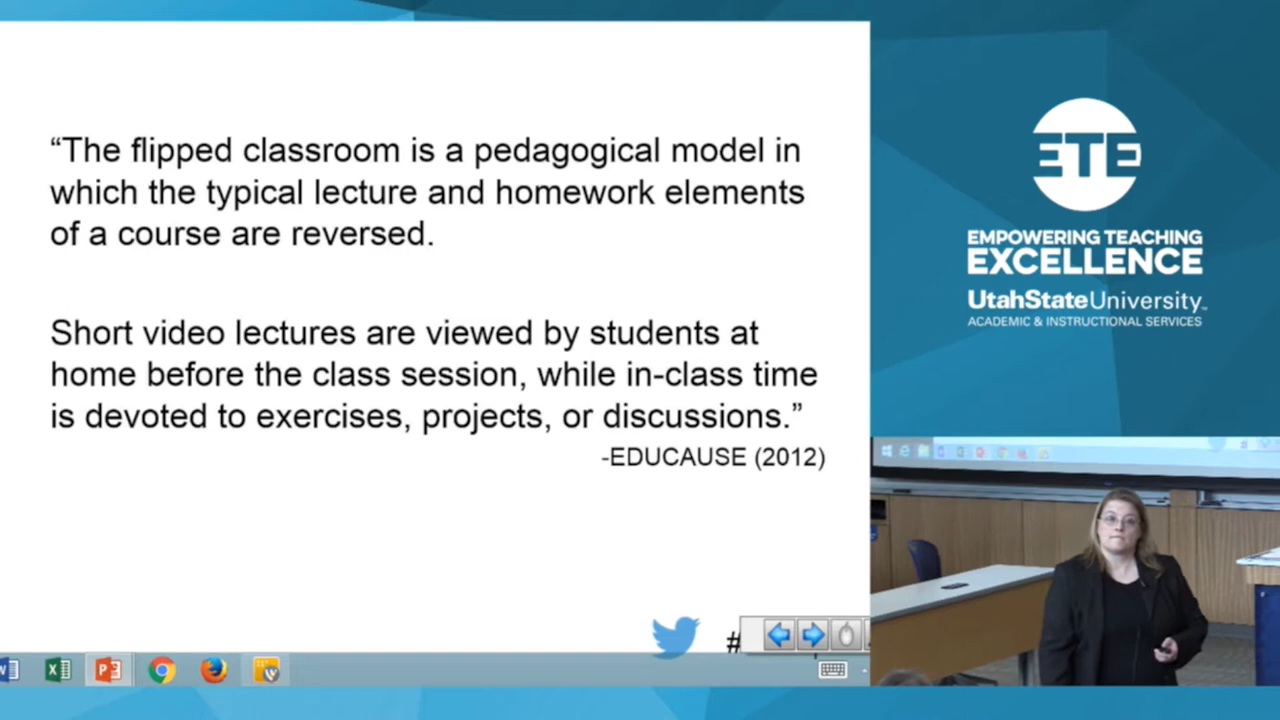 “The flipped classroom is a pedagogical model in
which the typical lecture and homework elements
of a course are reversed.
Short video lectures are viewed by students at
home before the class session, while in-class time
is devoted to exercises, projects, or discussions.”
-EDUCAUSE (2012)
#
ETE
EMPOWERING TEACHING
EXCELLENCE
UtahStateUniversity™
ACADEMIC & INSTRUCTIONAL SERVICES